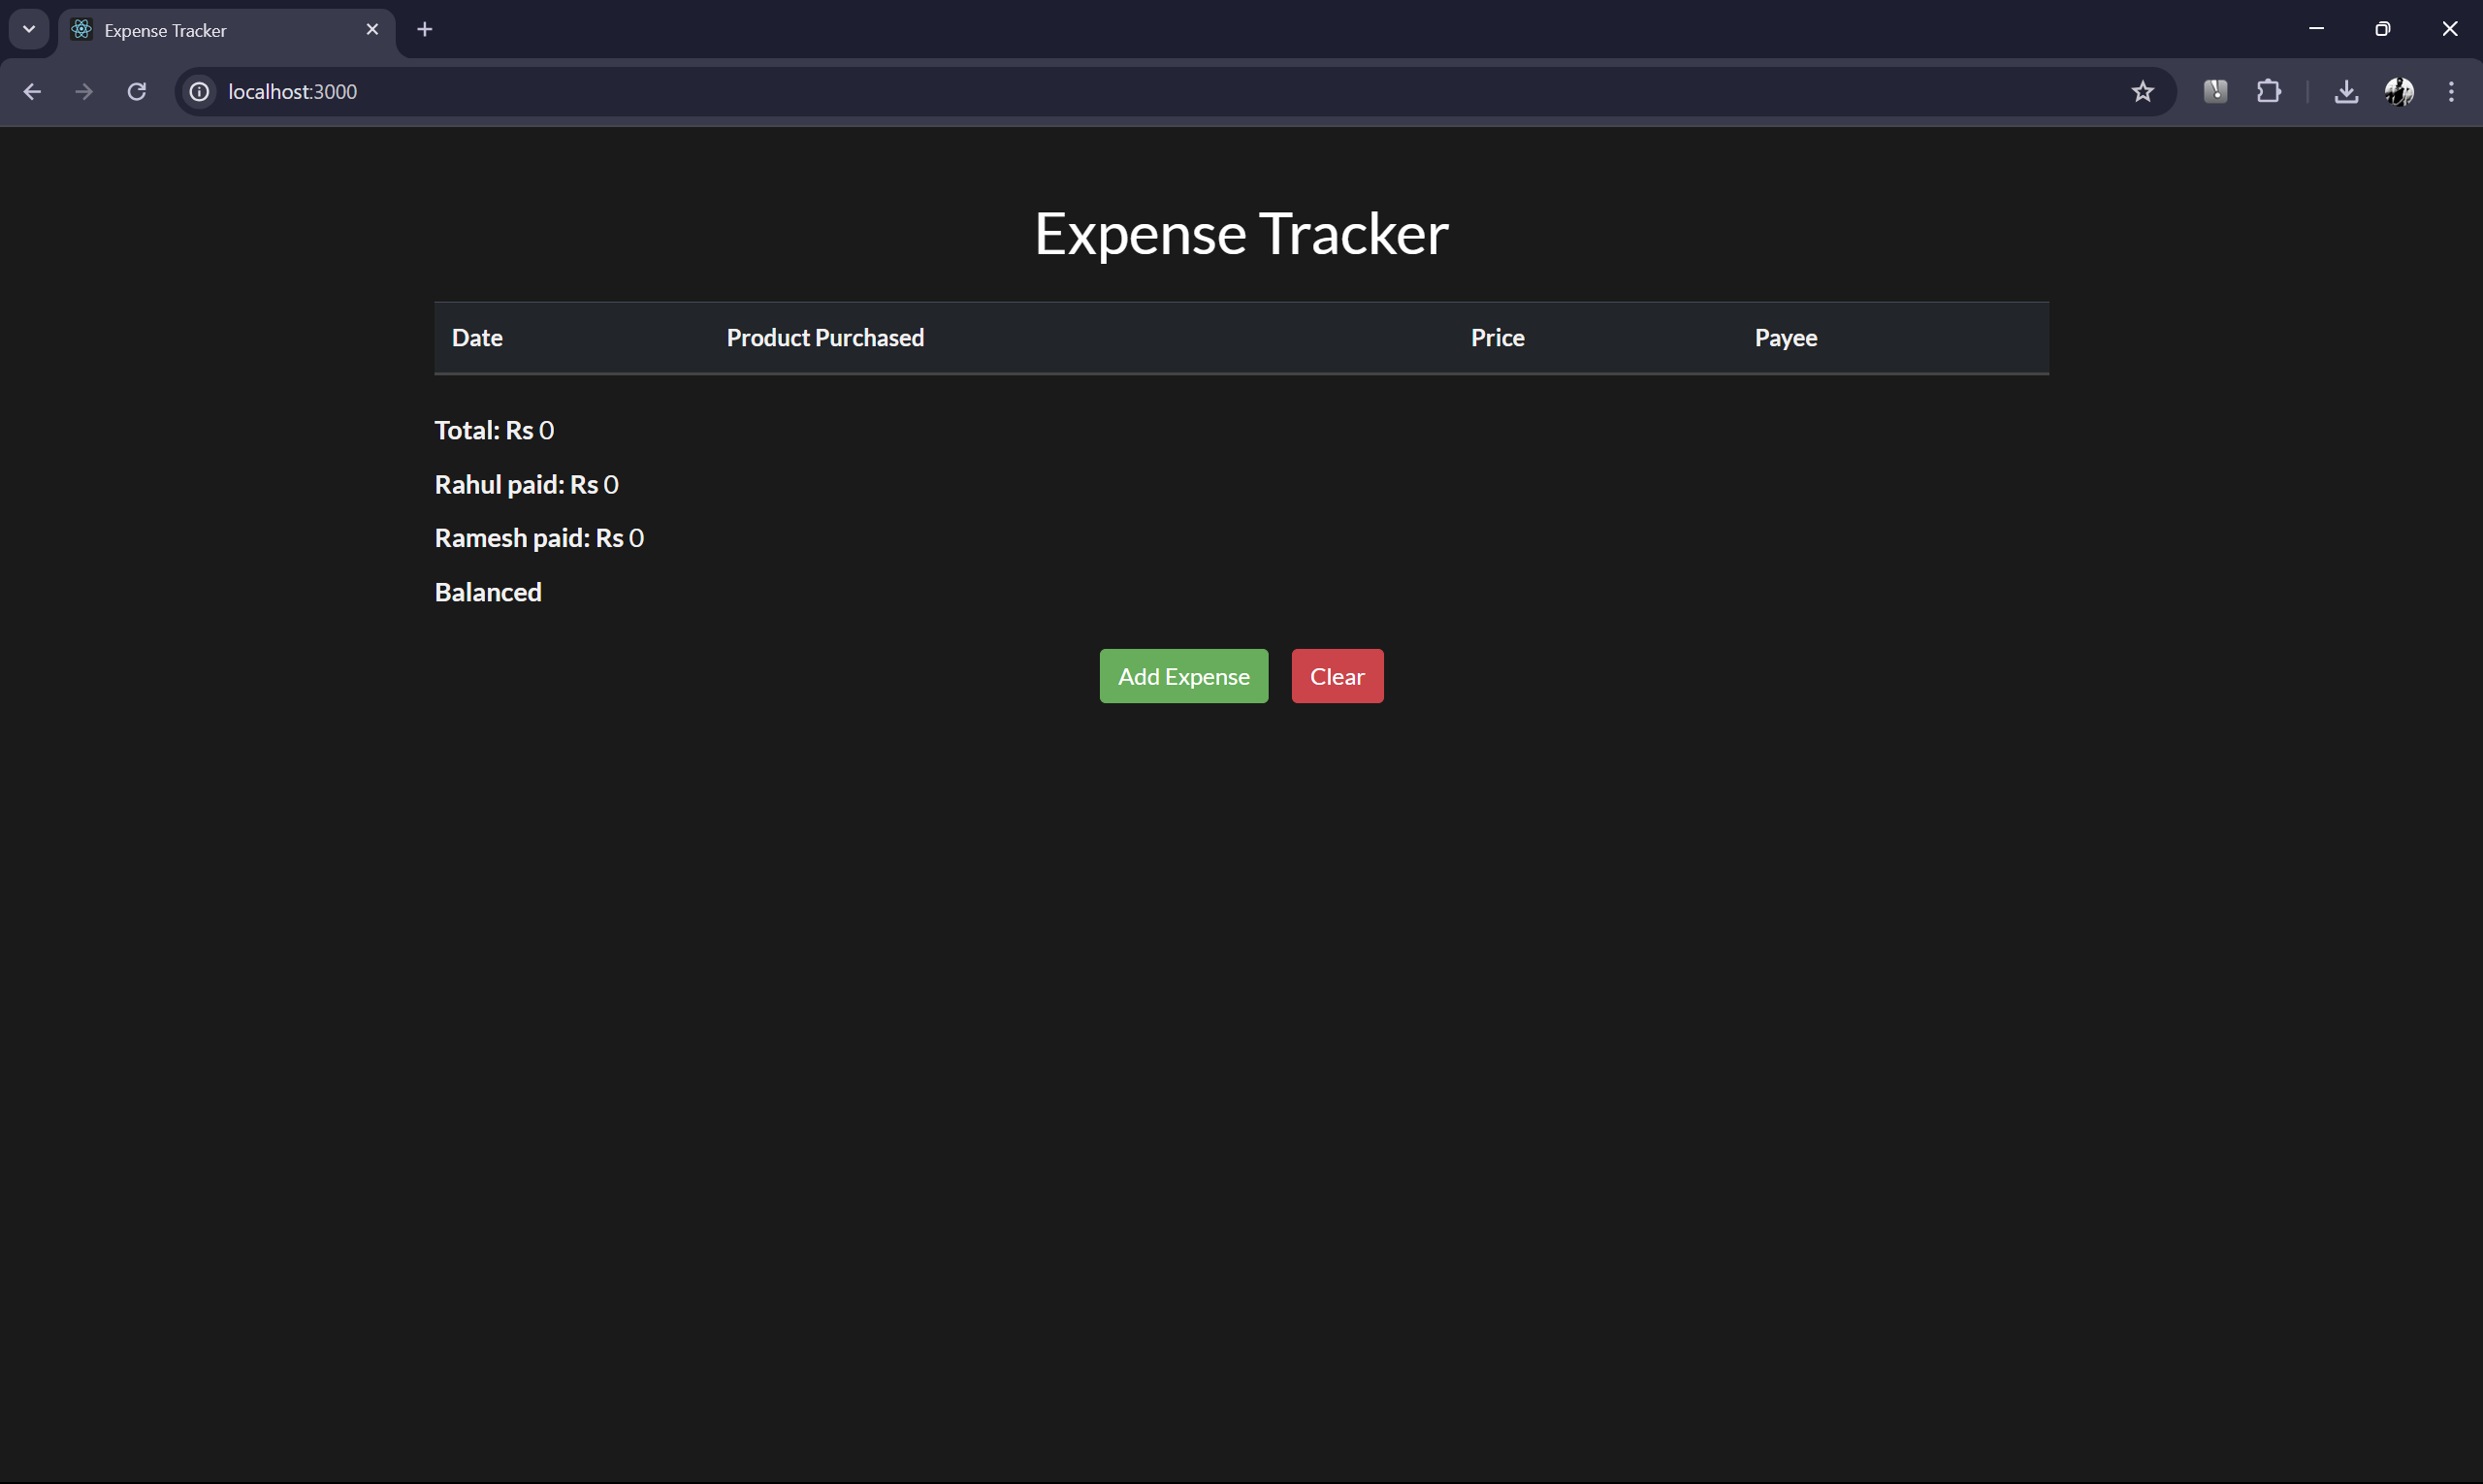 Expense Tracker
localhost:3000
Expense Tracker
Date Product Purchased Price Payee
Total: Rs 0
Rahul paid: Rs 0
Ramesh paid: Rs 0
Balanced
Add Expense Clear